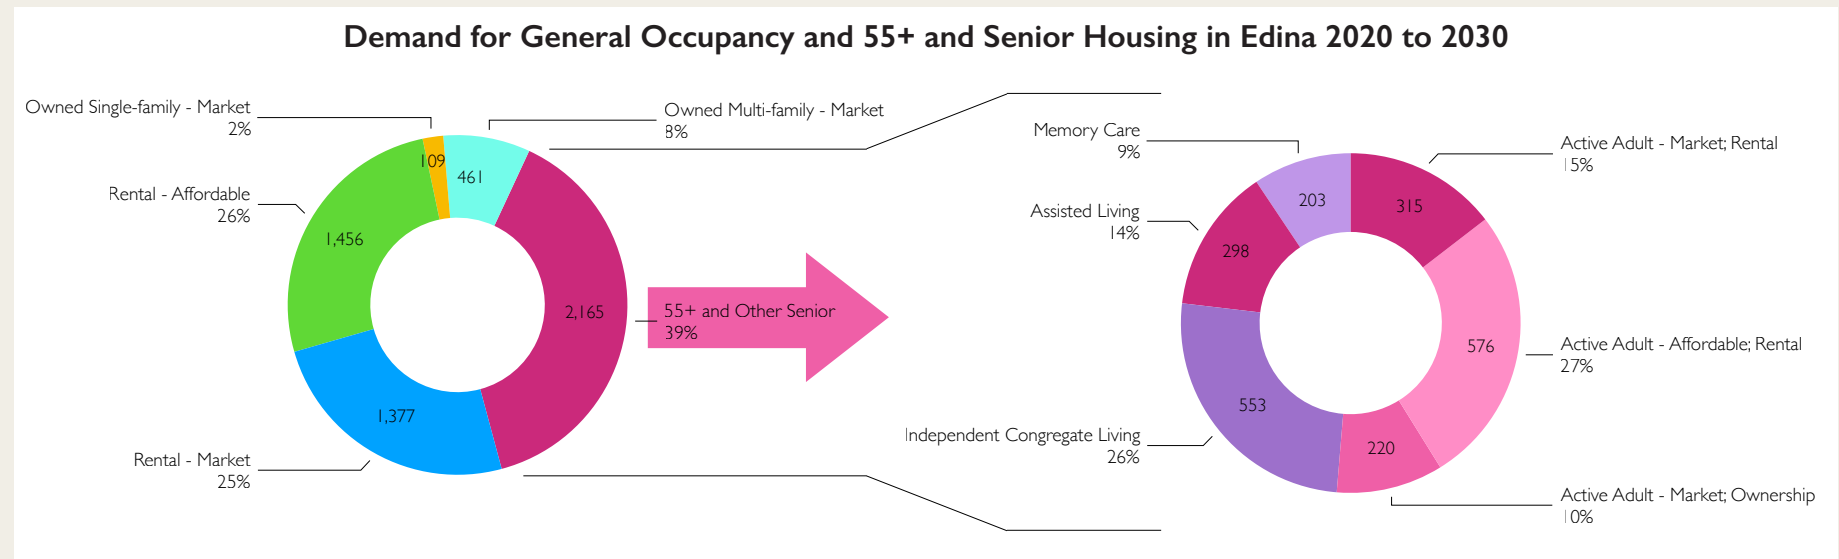 Demand for General Occupancy and 55+ and Senior Housing in Edina 2020 to 2030
Owned Single-family - Market
2%
Owned Multi-family - Market
8%
109
461
Rental - Affordable
26%
1,456
2,165
55+ and Other Senior
39%
1,377
Rental - Market
25%
Memory Care
9%
Active Adult - Market; Rental
15%
203
315
Assisted Living
14%
298
576
Active Adult - Affordable; Rental
27%
553
Independent Congregate Living
26%
220
Active Adult - Market; Ownership
10%